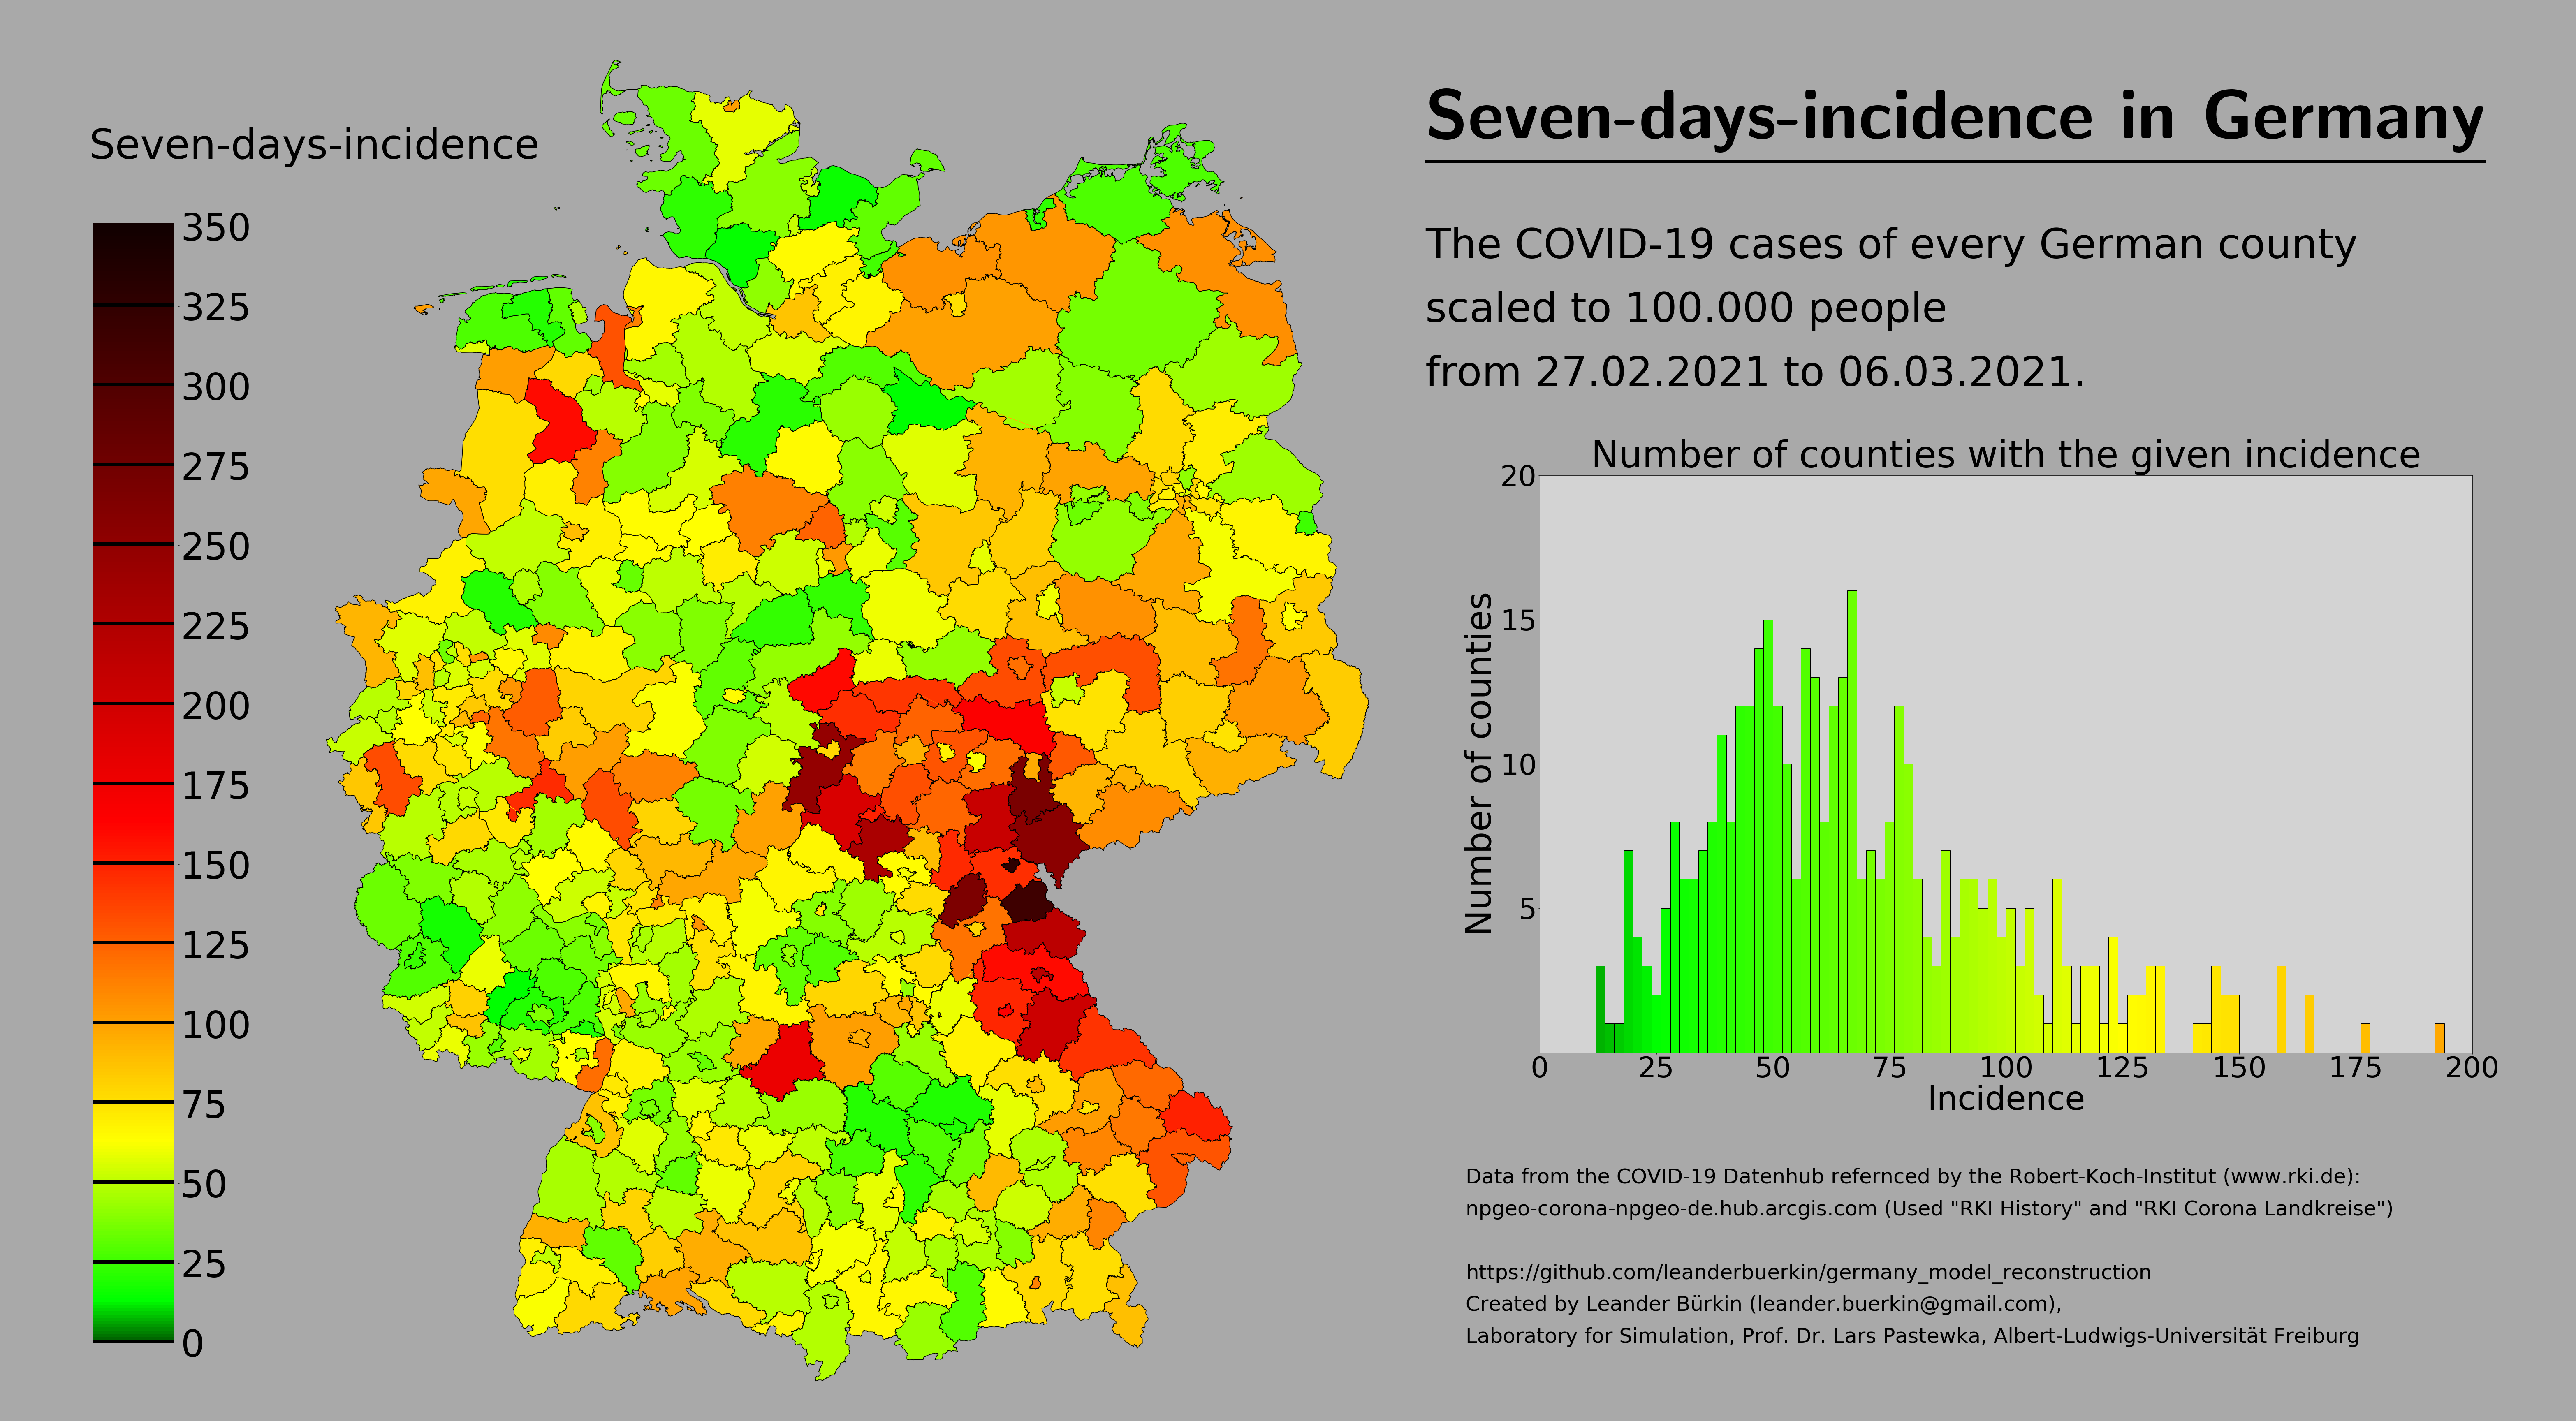 Seven-days-incidence in Germany
Seven-days-incidence
350
325
300
275
250
225
200
175
150
125
100
75
50
25
0
The COVID-19 cases of every German county
scaled to 100.000 people
from 27.02.2021 to 06.03.2021.
Number of counties with the given incidence
Number of counties
20
15
10
5
0 25 50 75 100 125 150 175 200
Incidence
Data from the COVID-19 Datenhub refernced by the Robert-Koch-Institut (www.rki.de):
npgeo-corona-npgeo-de.hub.arcgis.com (Used "RKI History" and "RKI Corona Landkreise")
https://github.com/leanderbuerkin/germany_model_reconstruction
Created by Leander Bürkin (leander.buerkin@gmail.com),
Laboratory for Simulation, Prof. Dr. Lars Pastewka, Albert-Ludwigs-Universität Freiburg